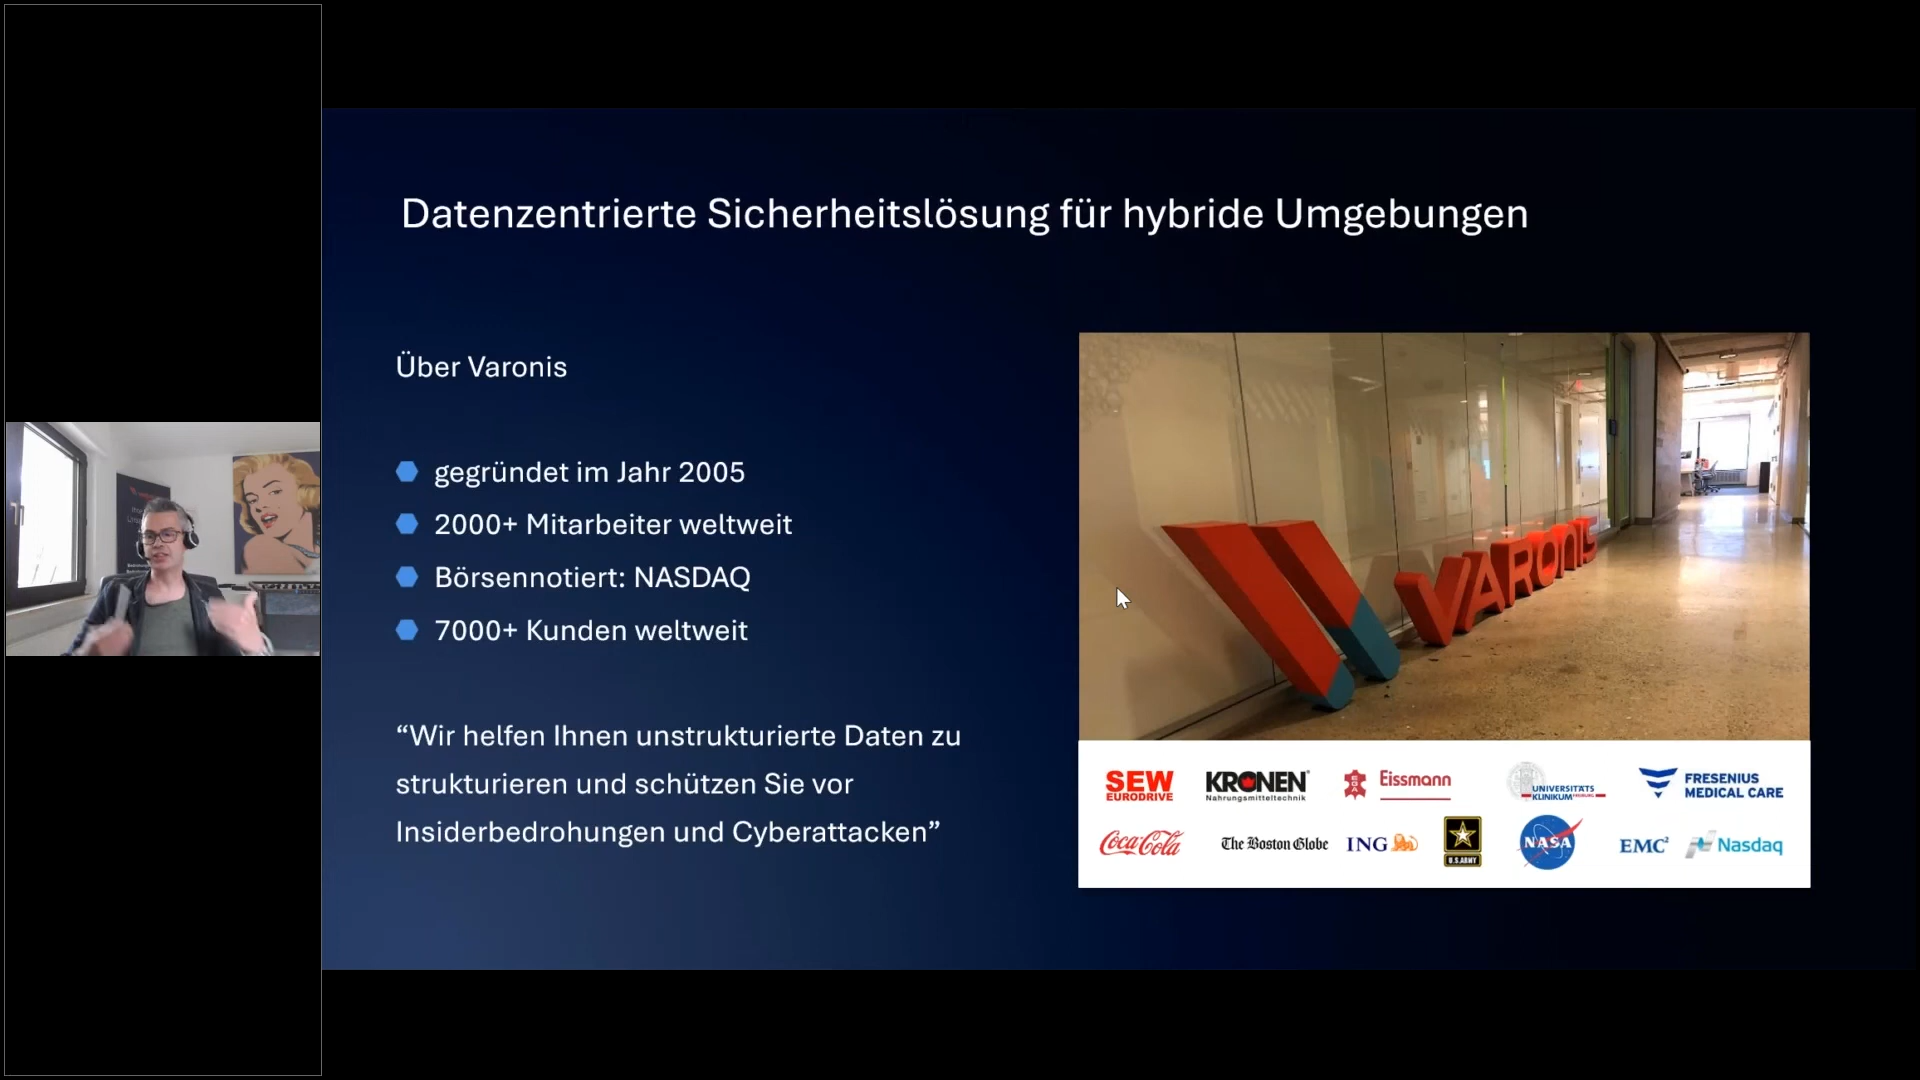 Datenzentrierte Sicherheitslösung für hybride Umgebungen
Über Varonis
gegründet im Jahr 2005
2000+ Mitarbeiter weltweit
Börsennotiert: NASDAQ
7000+ Kunden weltweit
“Wir helfen Ihnen unstrukturierte Daten zu
strukturieren und schützen Sie vor
Insiderbedrohungen und Cyberattacken”
VARONIS
SEW
EURODRIVE
KRONEN®
Nahrungsmitteltechnik
Eissmann
UNIVERSITÄTS
KLINIKUM
FRESENIUS
MEDICAL CARE
Coca-Cola
The Boston Globe
ING
U.S.ARMY
NASA
EMC²
Nasdaq